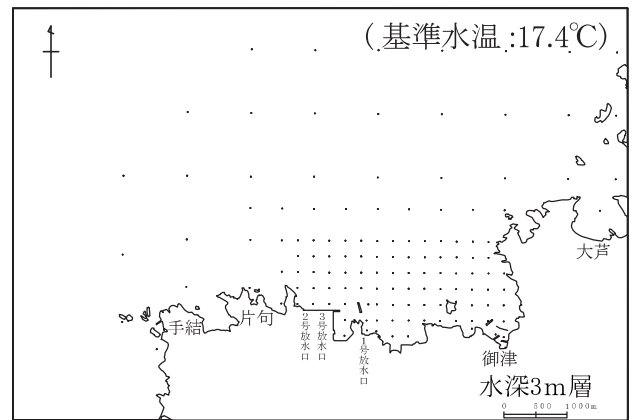 (基準水温:17.4℃)
大芦
手結
片句
2号放水口
3号放水口
1号放水口
御津
水深3m層
0 500 1000m